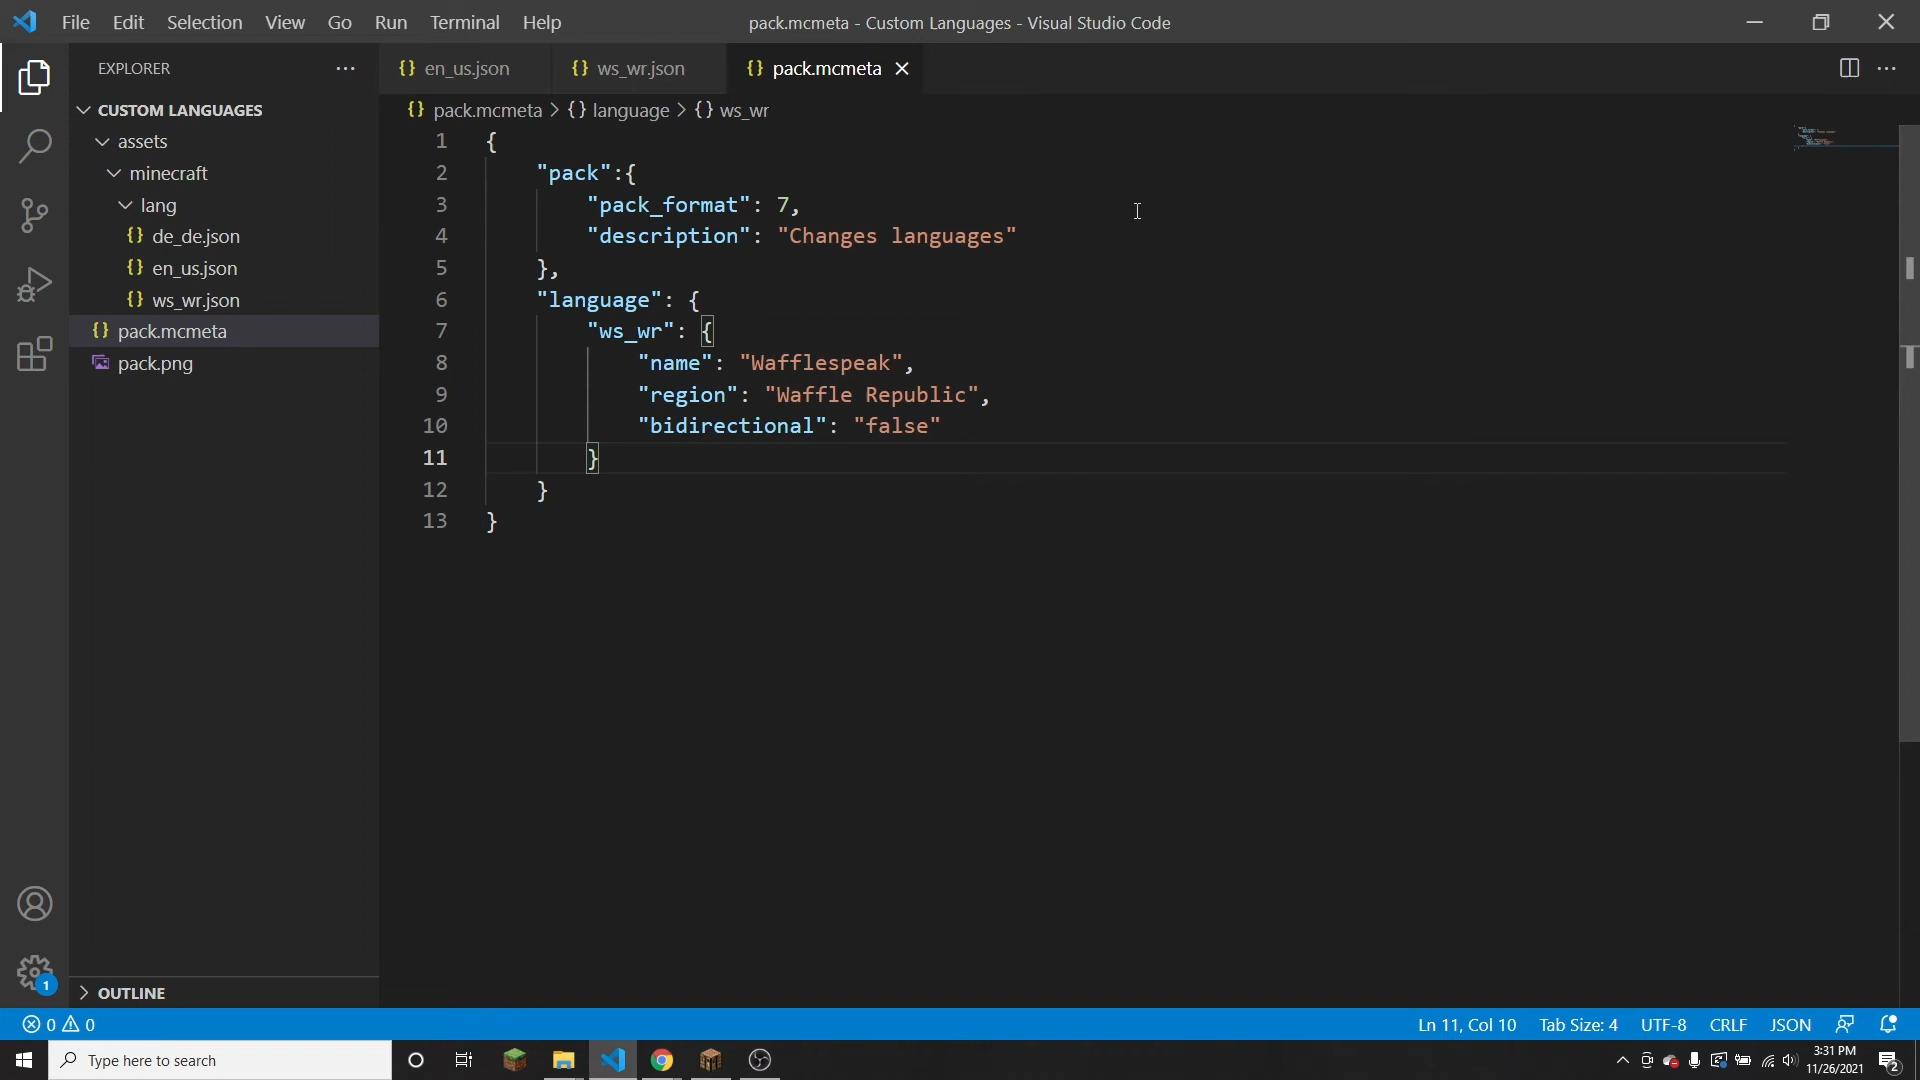 File Edit Selection View Go Run Terminal Help
pack.mcmeta - Custom Languages - Visual Studio Code
EXPLORER
CUSTOM LANGUAGES
assets
minecraft
lang
de_de.json
en_us.json
ws_wr.json
pack.mcmeta
pack.png
OUTLINE
en_us.json ws_wr.json pack.mcmeta
pack.mcmeta > {} language > {} ws_wr
1 {
2 "pack":{
3 "pack_format": 7,
4 "description": "Changes languages"
5 },
6 "language": {
7 "ws_wr": {
8 "name": "Wafflespeak",
9 "region": "Waffle Republic",
10 "bidirectional": "false"
11 }
12 }
13 }
1
0 0 Ln 11, Col 10 Tab Size: 4 UTF-8 CRLF JSON
Type here to search
3:31 PM
11/26/2021
2